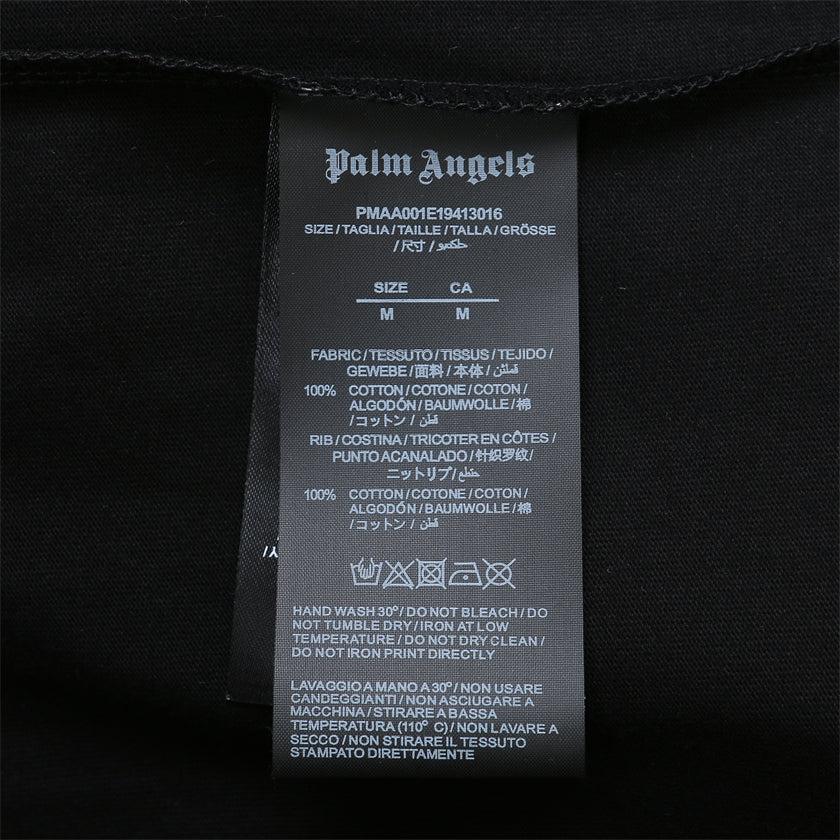 Palm Angels
PMAA001E19413016
SIZE / TAGLIA / TAILLE / TALLA / GRÖSSE
/ 尺寸 /
SIZE CA
M M
FABRIC / TESSUTO / TISSUS / TEJIDO /
GEWEBE / 面料 / 本体 /
100% COTTON / COTONE / COTON /
ALGODÓN / BAUMWOLLE / 棉
/ コットン / قطن
RIB / COSTINA / TRICOTER EN CÔTES /
PUNTO ACANALADO / 针织罗纹 /
ニットリブ /
100% COTTON / COTONE / COTON /
ALGODÓN / BAUMWOLLE / 棉
/ コットン / قطن
HAND WASH 30° / DO NOT BLEACH / DO
NOT TUMBLE DRY / IRON AT LOW
TEMPERATURE / DO NOT DRY CLEAN /
DO NOT IRON PRINT DIRECTLY
LAVAGGIO A MANO A 30° / NON USARE
CANDEGGIANTI / NON ASCIUGARE A
MACCHINA / STIRARE A BASSA
TEMPERATURA (110° C) / NON LAVARE A
SECCO / NON STIRARE IL TESSUTO
STAMPATO DIRETTAMENTE